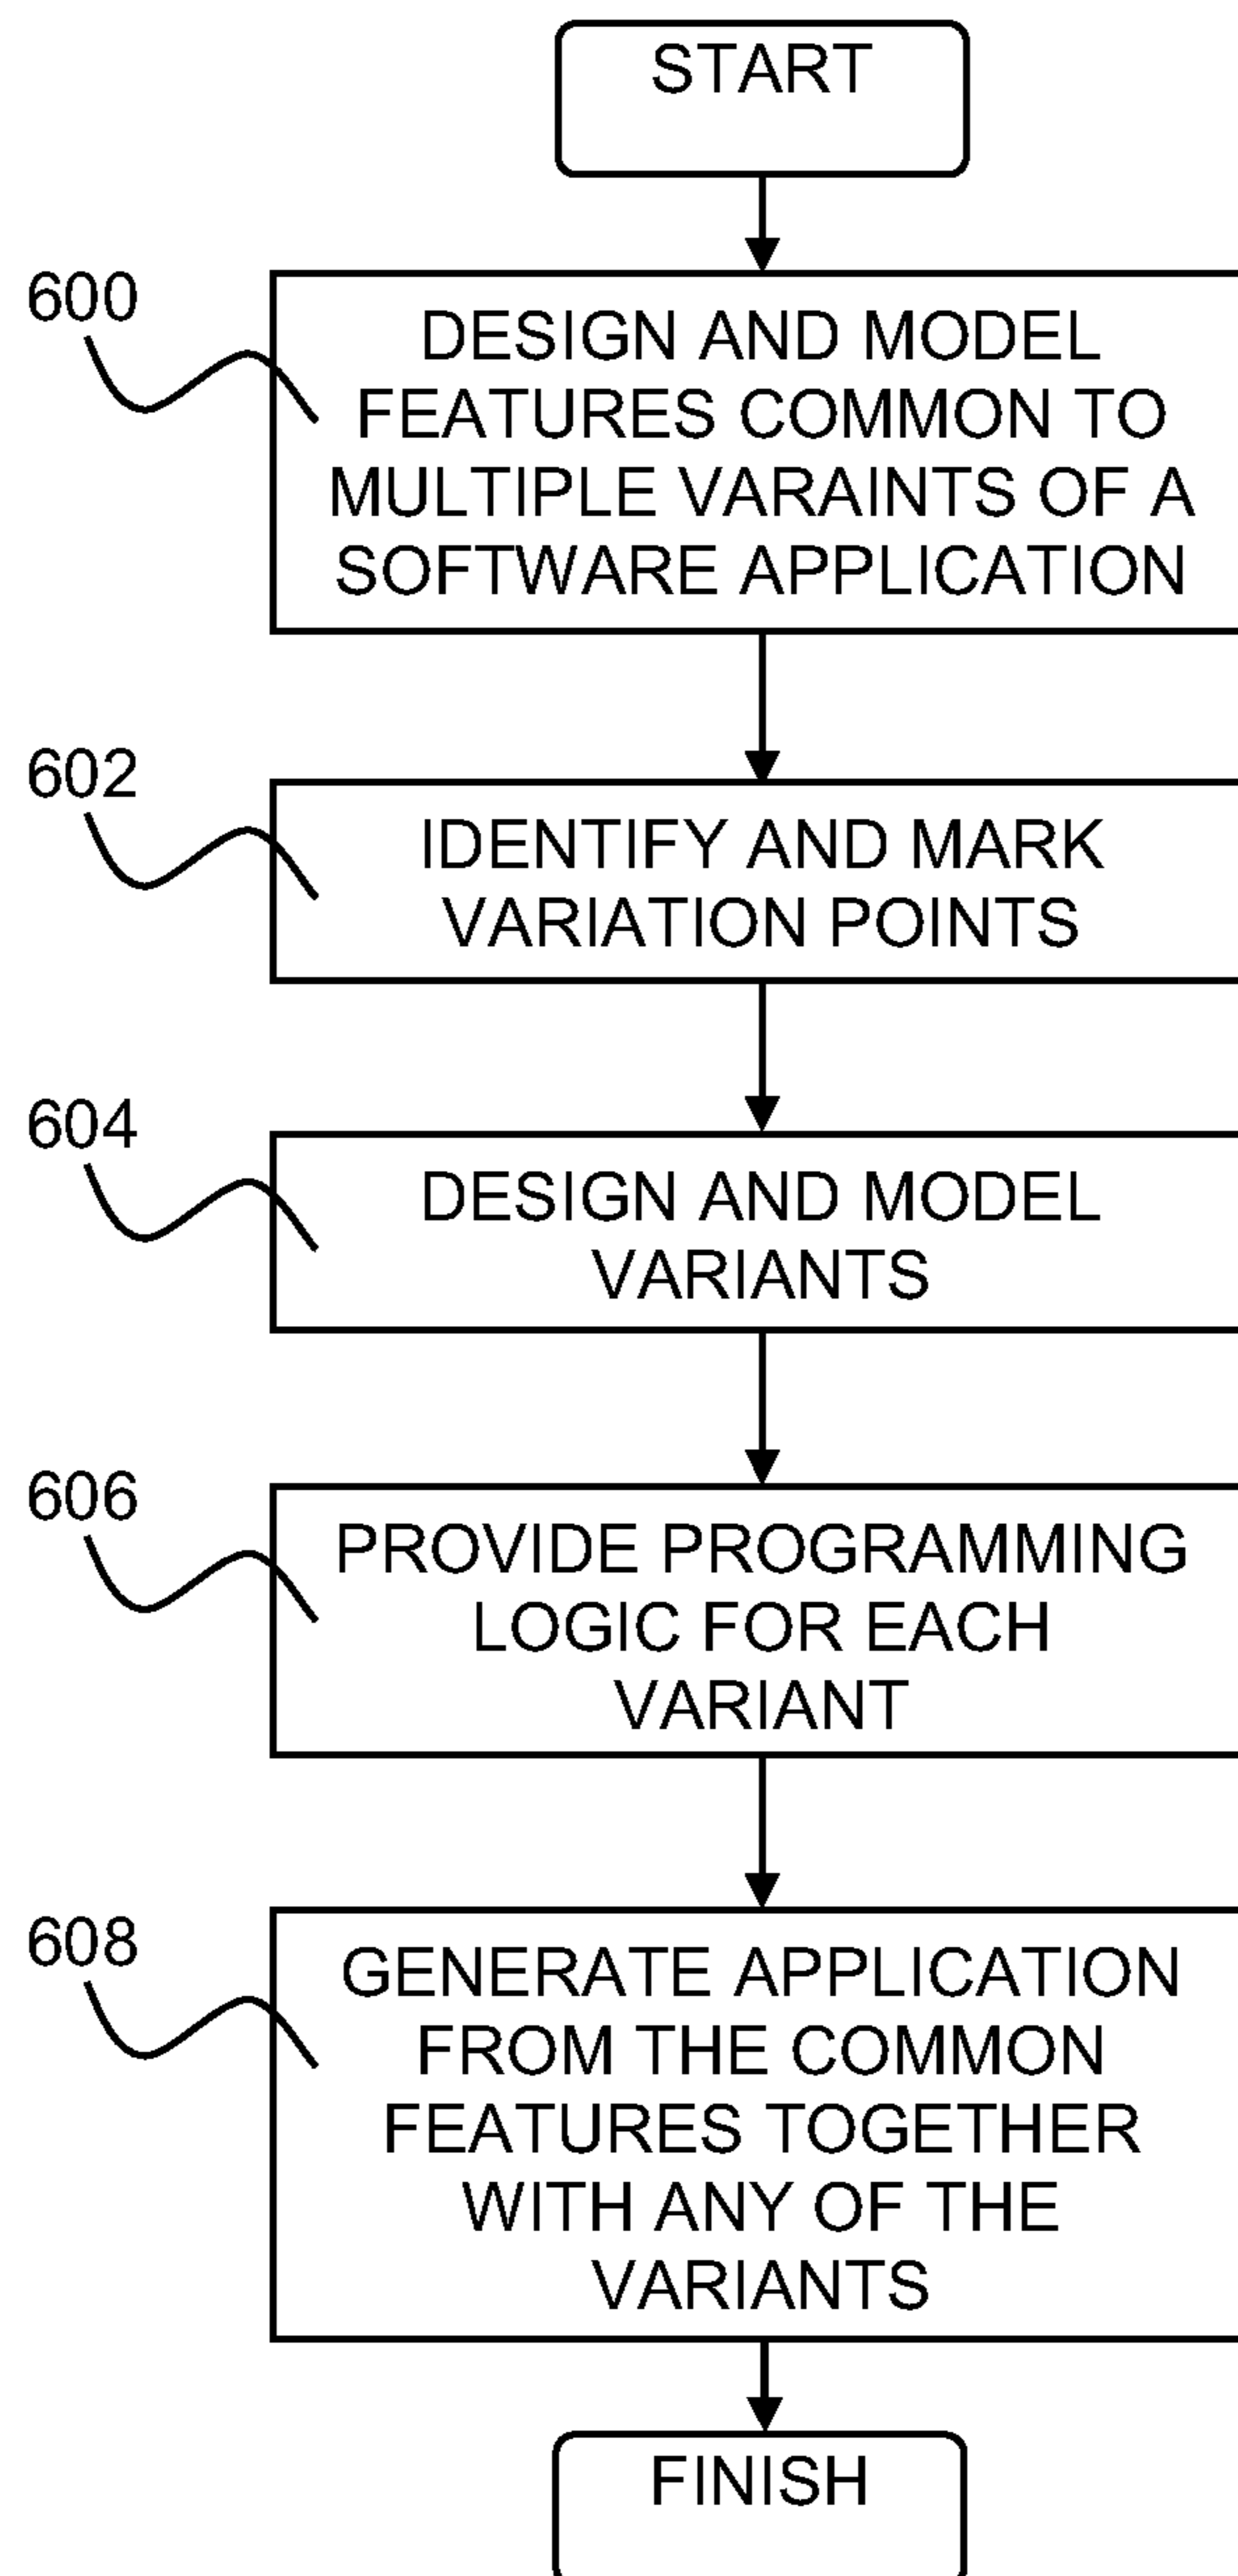 START
600
DESIGN AND MODEL
FEATURES COMMON TO
MULTIPLE VARAINTS OF A
SOFTWARE APPLICATION
602
IDENTIFY AND MARK
VARIATION POINTS
604
DESIGN AND MODEL
VARIANTS
606
PROVIDE PROGRAMMING
LOGIC FOR EACH
VARIANT
608
GENERATE APPLICATION
FROM THE COMMON
FEATURES TOGETHER
WITH ANY OF THE
VARIANTS
FINISH